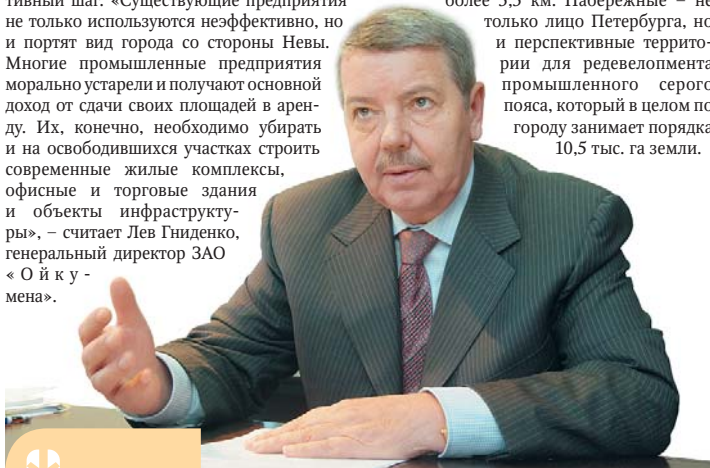 тивный шаг. «Существующие предприятия
не только используются неэффективно, но
и портят вид города со стороны Невы.
Многие промышленные предприятия
морально устарели и получают основной
доход от сдачи своих площадей в арен-
ду. Их, конечно, необходимо убирать
и на освободившихся участках строить
современные жилые комплексы,
офисные и торговые здания
и объекты инфраструкту-
ры», – считает Лев Гниденко,
генеральный директор ЗАО
«Ойку-
мена».
более 5,5 км. Набережные – не
только лицо Петербурга, но
и перспективные террито-
рии для редевелопмента
промышленного серого
пояса, который в целом по
городу занимает порядка
10,5 тыс. га земли.